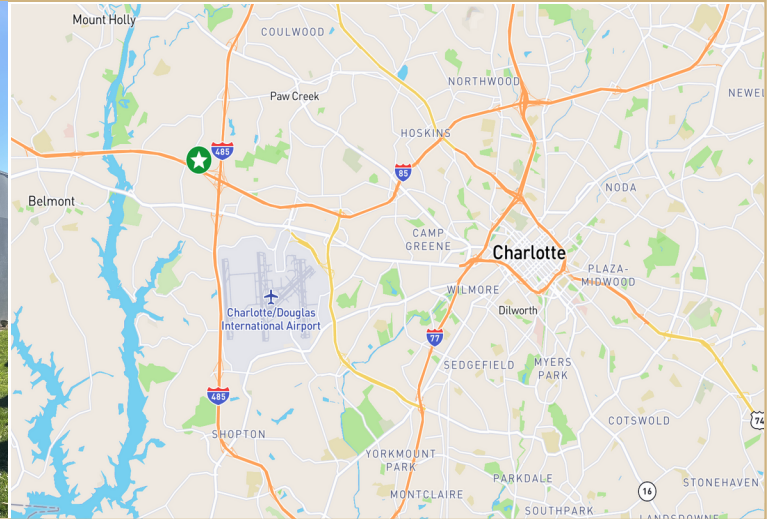 Mount Holly
COULWOOD
NORTHWOOD
Paw Creek
HOSKINS
485
85
NODA
Belmont
CAMP
GREENE
Charlotte
PLAZA-
MIDWOOD
WILMORE
Charlotte/Douglas
International Airport
Dilworth
77
SEDGEFIELD
MYERS
PARK
485
COTSWOLD
74
SHOPTON
YORKMOUNT
PARK
PARKDALE
STONEHAVEN
MONTCLAIRE
16
SOUTHPARK